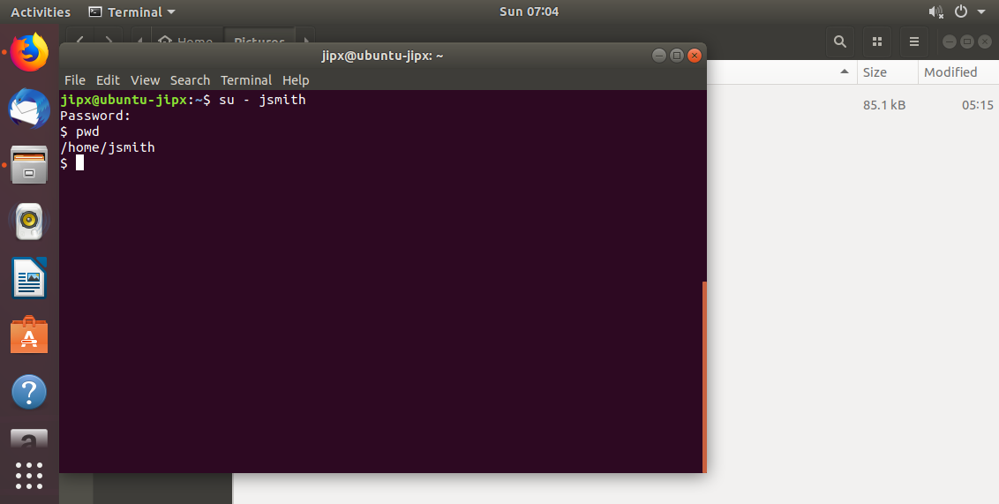 Activities Terminal Sun 07:04
Home Pictures
jipx@ubuntu-jipx: ~
File Edit View Search Terminal Help
Size Modified
jipx@ubuntu-jipx:~$ su - jsmith
Password:
$ pwd
/home/jsmith
$
85.1 kB 05:15